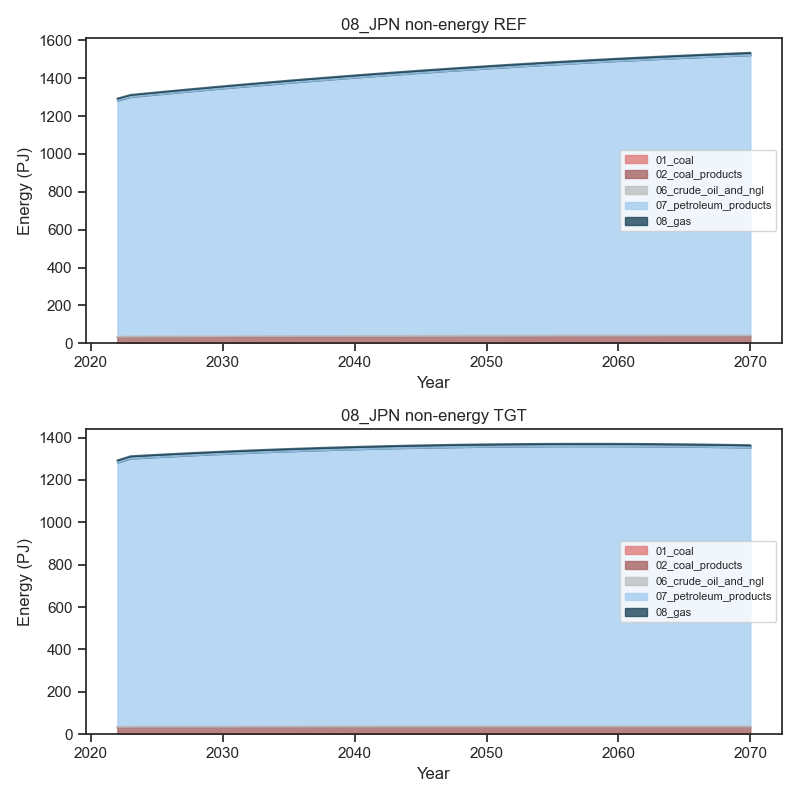 08_JPN non-energy REF
1600
1400
1200
1000
800
600
400
200
0
Energy (PJ)
01_coal
02_coal_products
06_crude_oil_and_ngl
07_petroleum_products
08_gas
2020 2030 2040 2050 2060 2070
Year
08_JPN non-energy TGT
1400
1200
1000
800
600
400
200
0
Energy (PJ)
01_coal
02_coal_products
06_crude_oil_and_ngl
07_petroleum_products
08_gas
2020 2030 2040 2050 2060 2070
Year